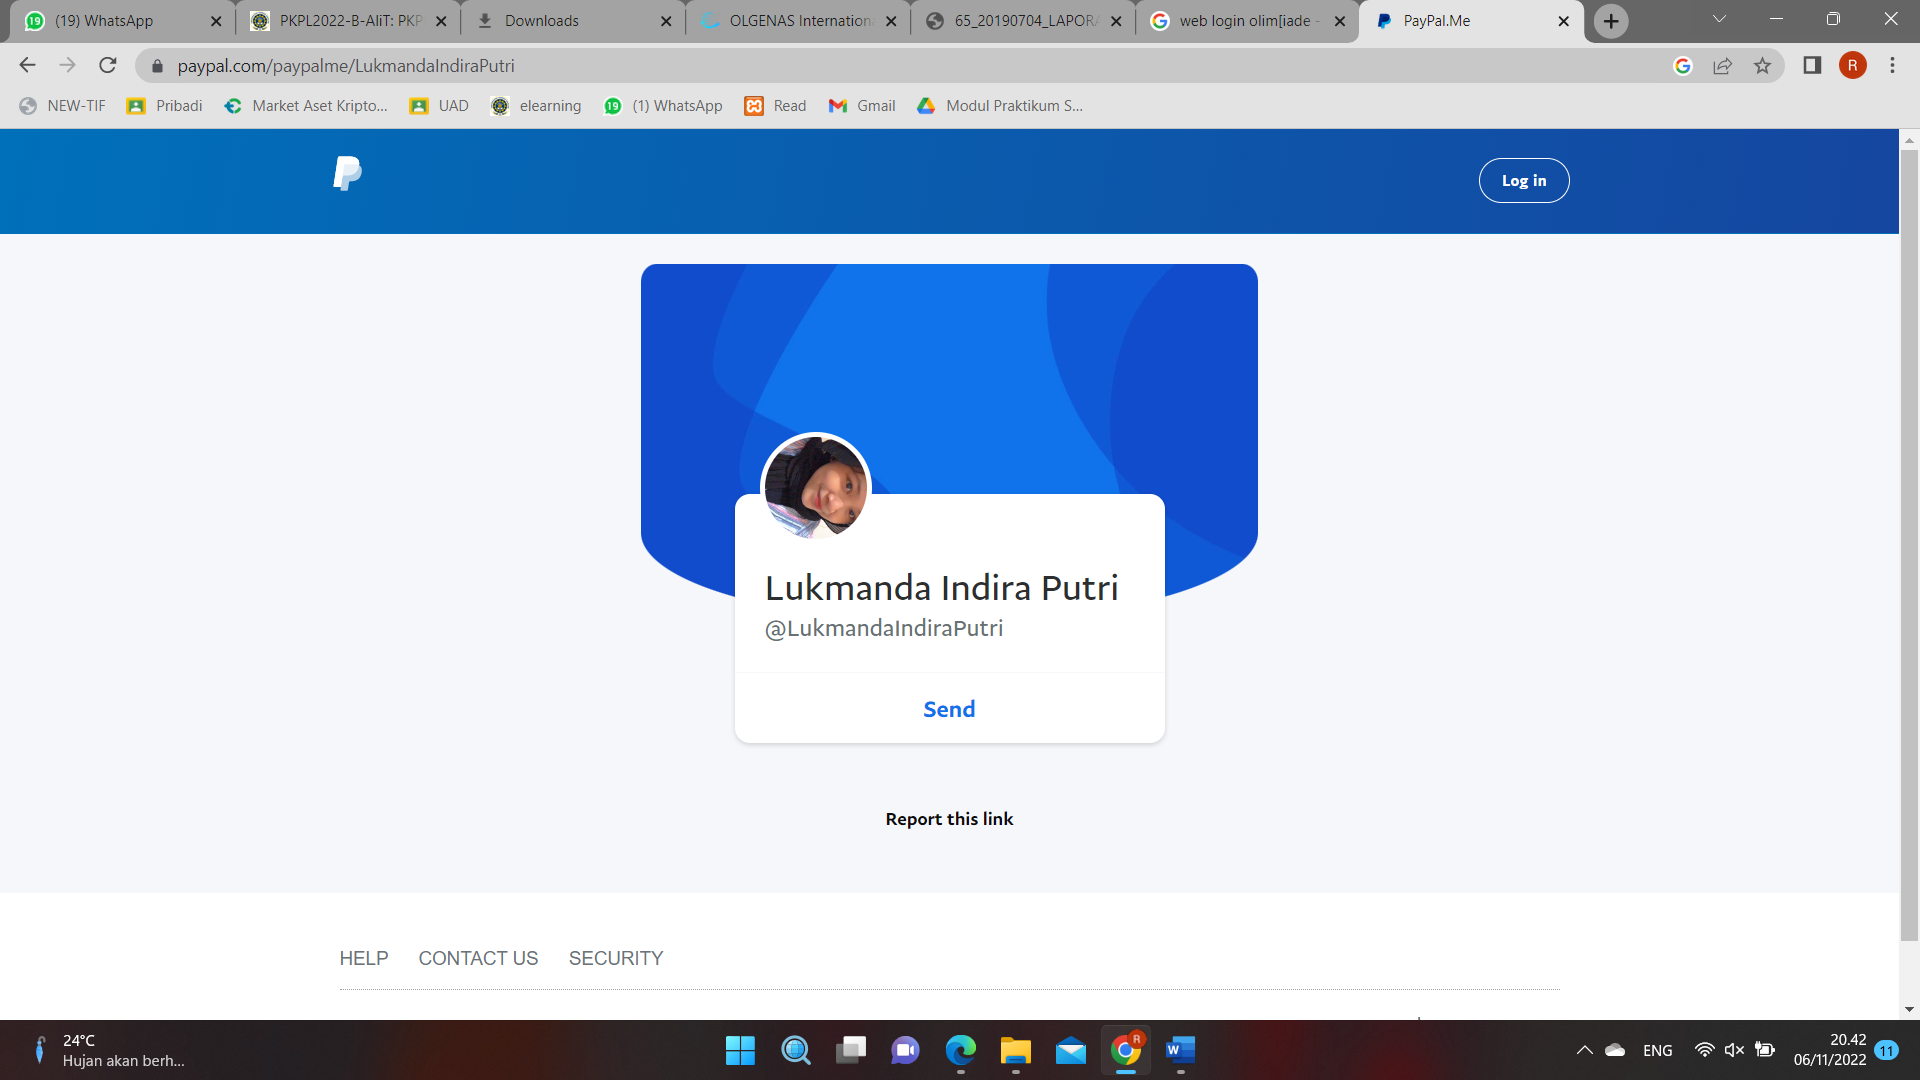 (19) WhatsApp
PKPL2022-B-AliT: PKP
Downloads
OLGENAS Internation
65_20190704_LAPORA
web login olim[iade -
PayPal.Me
paypal.com/paypalme/LukmandaIndiraPutri
R
NEW-TIF
Pribadi
Market Aset Kripto...
UAD
elearning
(1) WhatsApp
Read
Gmail
Modul Praktikum S...
Log in
Lukmanda Indira Putri
@LukmandaIndiraPutri
Send
Report this link
HELP CONTACT US SECURITY
24°C
Hujan akan berh...
ENG
20.42
06/11/2022
11